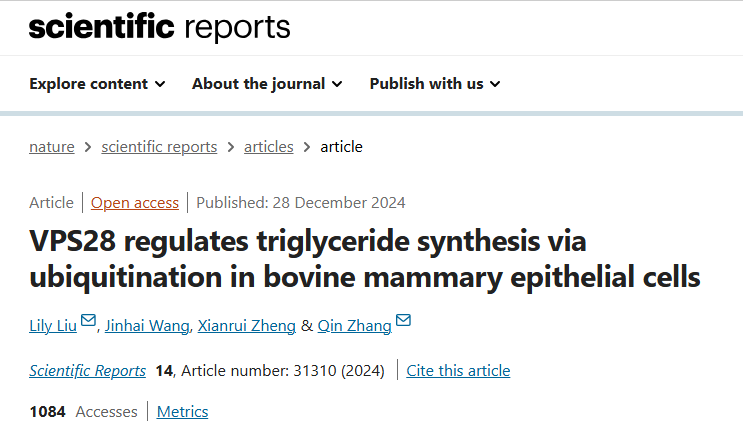 scientific reports
Explore content About the journal Publish with us
nature > scientific reports > articles > article
Article | Open access | Published: 28 December 2024
VPS28 regulates triglyceride synthesis via
ubiquitination in bovine mammary epithelial cells
Lily Liu, Jinhai Wang, Xianrui Zheng & Qin Zhang
Scientific Reports 14, Article number: 31310 (2024) | Cite this article
1084 Accesses | Metrics